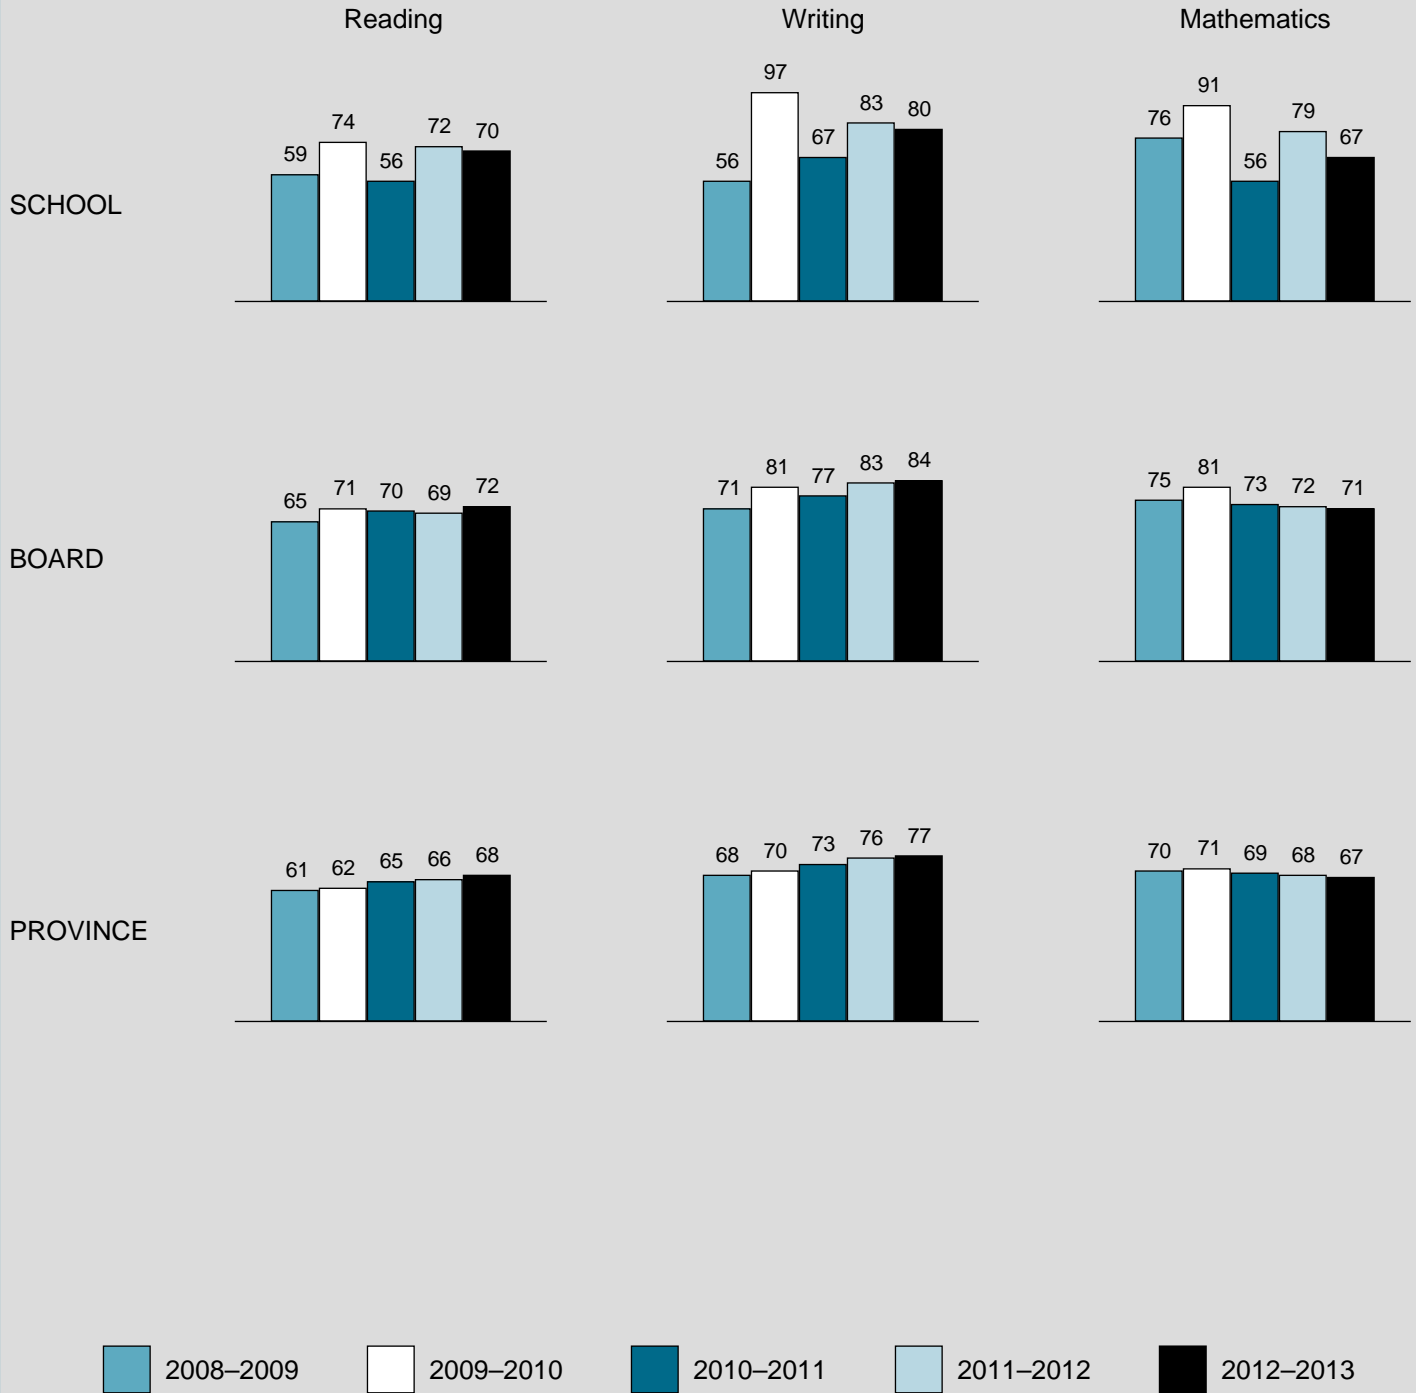 Reading Writing Mathematics
SCHOOL
59 74 56 72 70
56 97 67 83 80
76 91 56 79 67
BOARD
65 71 70 69 72
71 81 77 83 84
75 81 73 72 71
PROVINCE
61 62 65 66 68
68 70 73 76 77
70 71 69 68 67
2008–2009 2009–2010 2010–2011 2011–2012 2012–2013